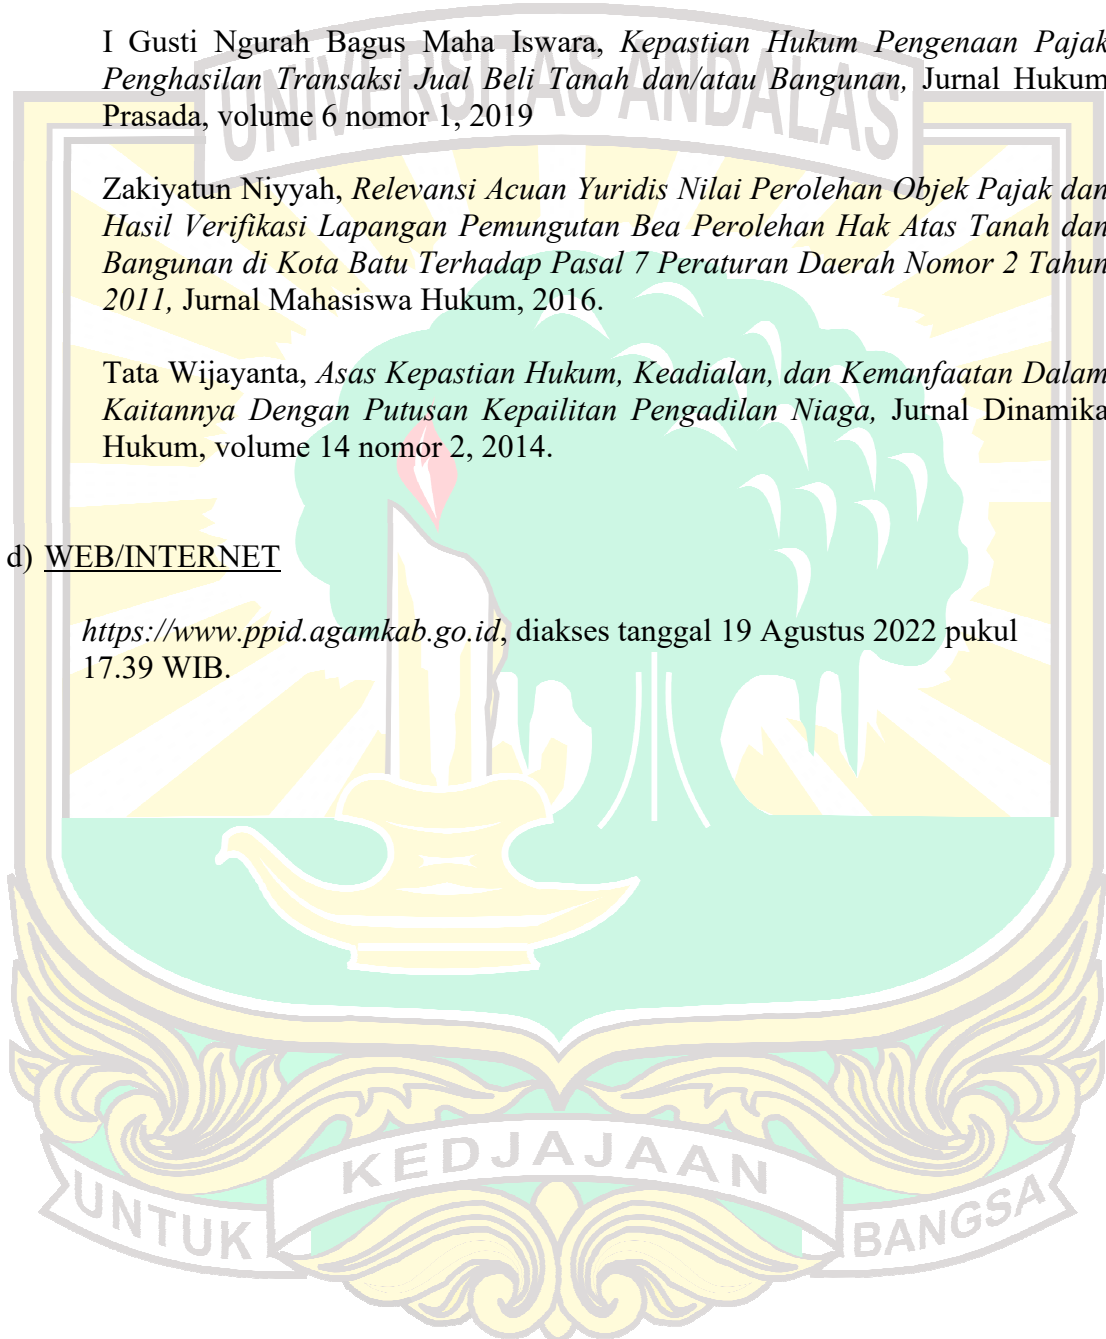 UNIVERSITAS ANDALAS
I Gusti Ngurah Bagus Maha Iswara, Kepastian Hukum Pengenaan Pajak
Penghasilan Transaksi Jual Beli Tanah dan/atau Bangunan, Jurnal Hukum
Prasada, volume 6 nomor 1, 2019
Zakiyatun Niyyah, Relevansi Acuan Yuridis Nilai Perolehan Objek Pajak dan
Hasil Verifikasi Lapangan Pemungutan Bea Perolehan Hak Atas Tanah dan
Bangunan di Kota Batu Terhadap Pasal 7 Peraturan Daerah Nomor 2 Tahun
2011, Jurnal Mahasiswa Hukum, 2016.
Tata Wijayanta, Asas Kepastian Hukum, Keadialan, dan Kemanfaatan Dalam
Kaitannya Dengan Putusan Kepailitan Pengadilan Niaga, Jurnal Dinamika
Hukum, volume 14 nomor 2, 2014.
d) WEB/INTERNET
https://www.ppid.agamkab.go.id, diakses tanggal 19 Agustus 2022 pukul
17.39 WIB.
UNTUK KEDJAJAAN BANGSA